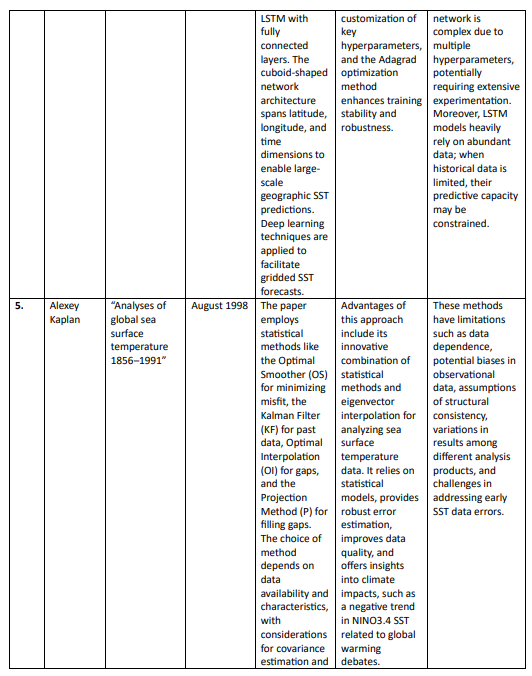 LSTM with
fully
connected
layers. The
cuboid-shaped
network
architecture
spans latitude,
longitude, and
time
dimensions to
enable large-
scale
geographic SST
predictions.
Deep learning
techniques are
applied to
facilitate
gridded SST
forecasts.
customization of
key
hyperparameters,
and the Adagrad
optimization
method
enhances training
stability and
robustness.
network is
complex due to
multiple
hyperparameters,
potentially
requiring extensive
experimentation.
Moreover, LSTM
models heavily
rely on abundant
data; when
historical data is
limited, their
predictive capacity
may be
constrained.
5.
Alexey
Kaplan
“Analyses of
global sea
surface
temperature
1856–1991”
August 1998
The paper
employs
statistical
methods like
the Optimal
Smoother (OS)
for minimizing
misfit, the
Kalman Filter
(KF) for past
data, Optimal
Interpolation
(OI) for gaps,
and the
Projection
Method (P) for
filling gaps.
The choice of
method
depends on
data
availability and
characteristics,
with
considerations
for covariance
estimation and
Advantages of
this approach
include its
innovative
combination of
statistical
methods and
eigenvector
interpolation for
analyzing sea
surface
temperature
data. It relies on
statistical
models, provides
robust error
estimation,
improves data
quality, and
offers insights
into climate
impacts, such as
a negative trend
in NINO3.4 SST
related to global
warming
debates.
These methods
have limitations
such as data
dependence,
potential biases in
observational
data, assumptions
of structural
consistency,
variations in
results among
different analysis
products, and
challenges in
addressing early
SST data errors.